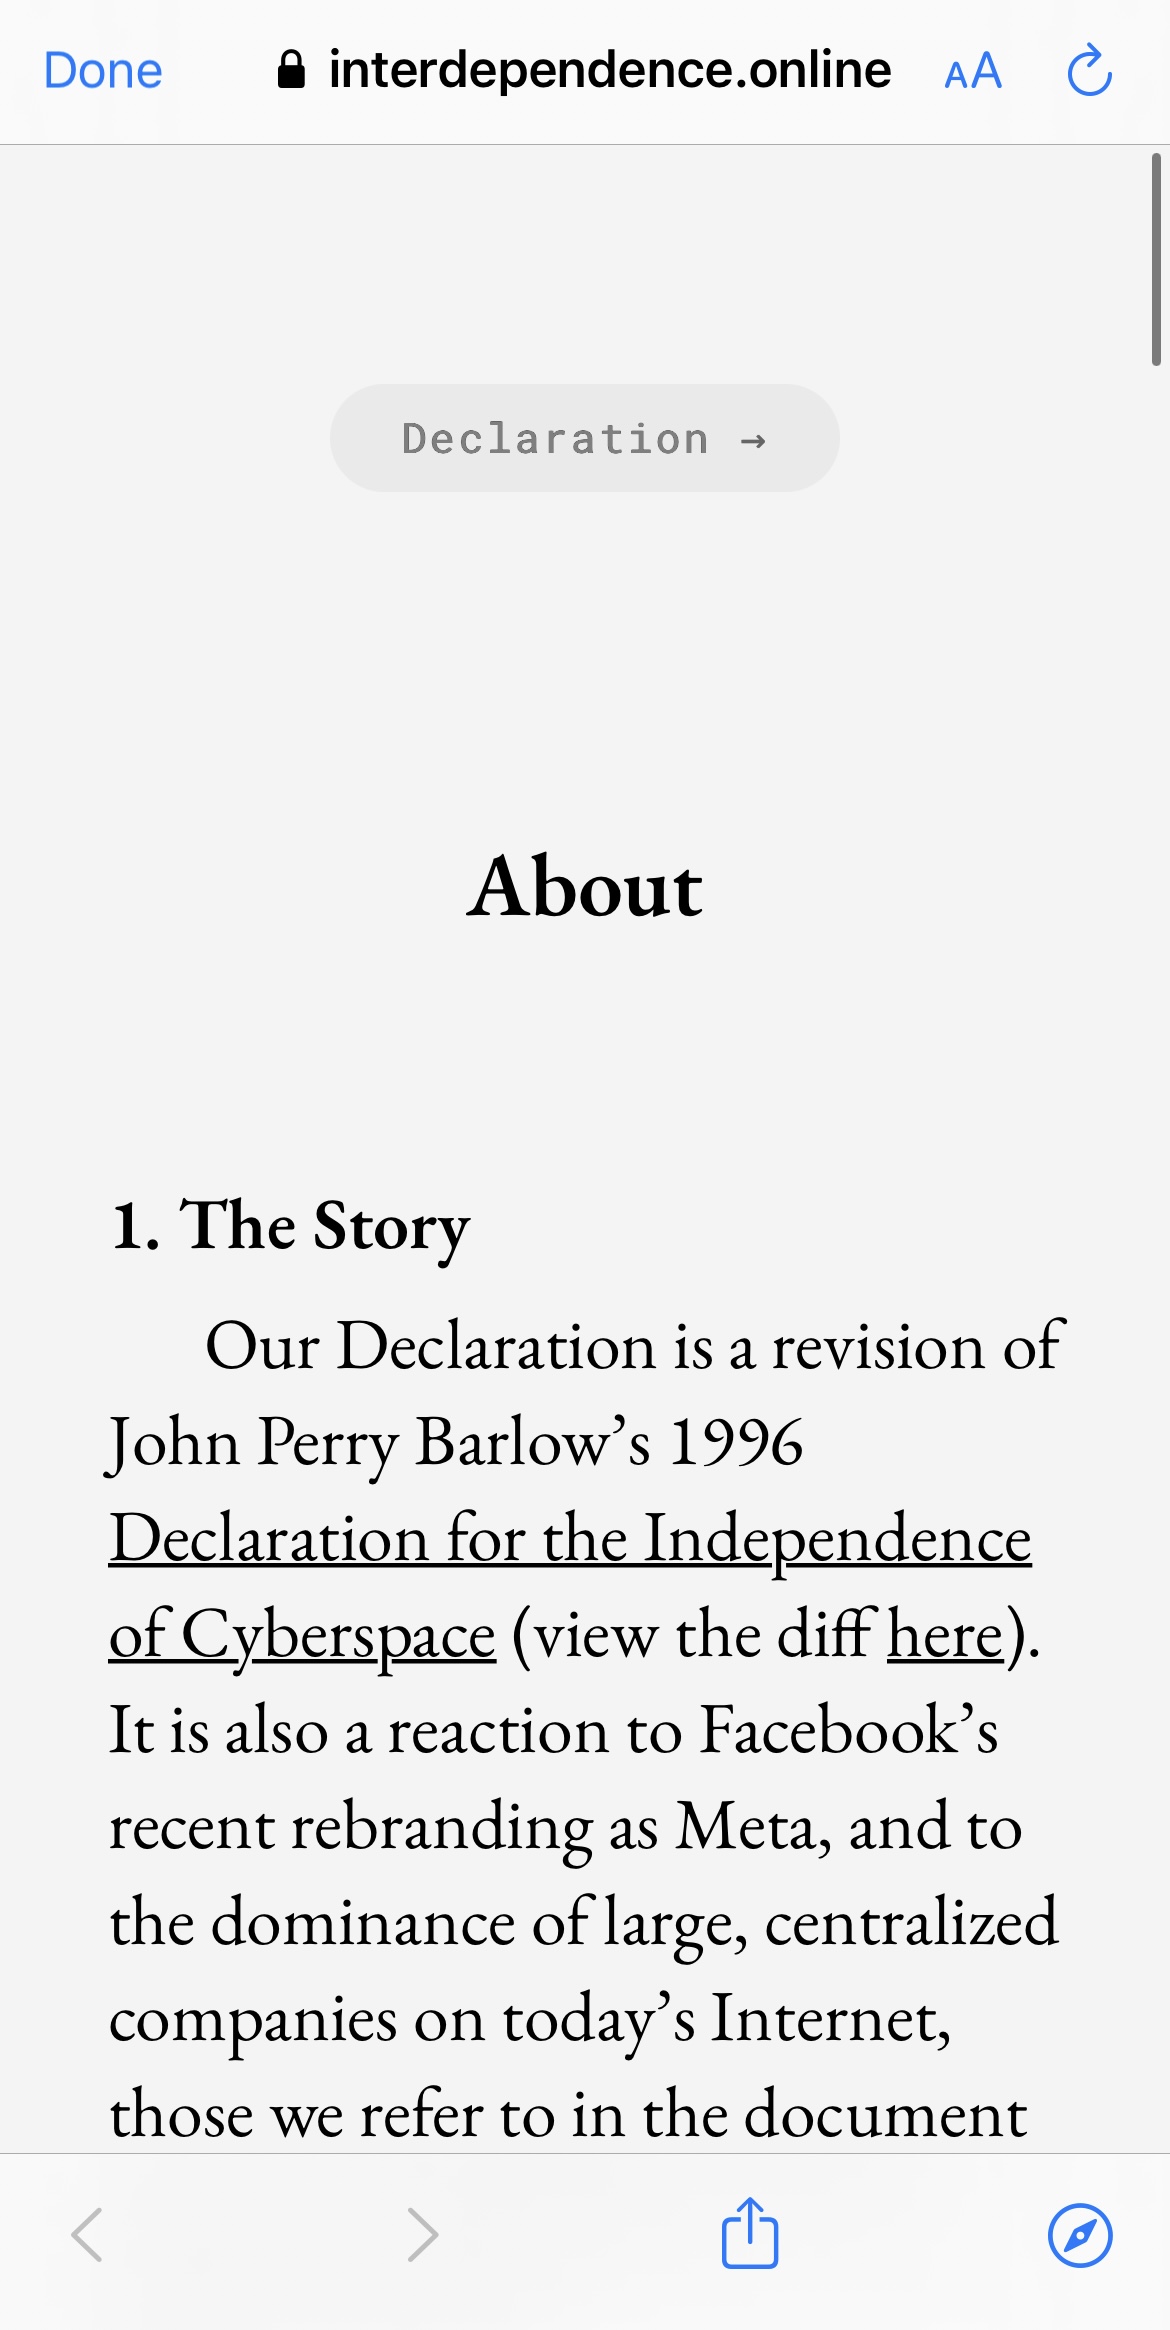 Done interdependence.online AA
Declaration →
About
1. The Story
Our Declaration is a revision of
John Perry Barlow’s 1996
Declaration for the Independence
of Cyberspace (view the diff here).
It is also a reaction to Facebook’s
recent rebranding as Meta, and to
the dominance of large, centralized
companies on today’s Internet,
those we refer to in the document